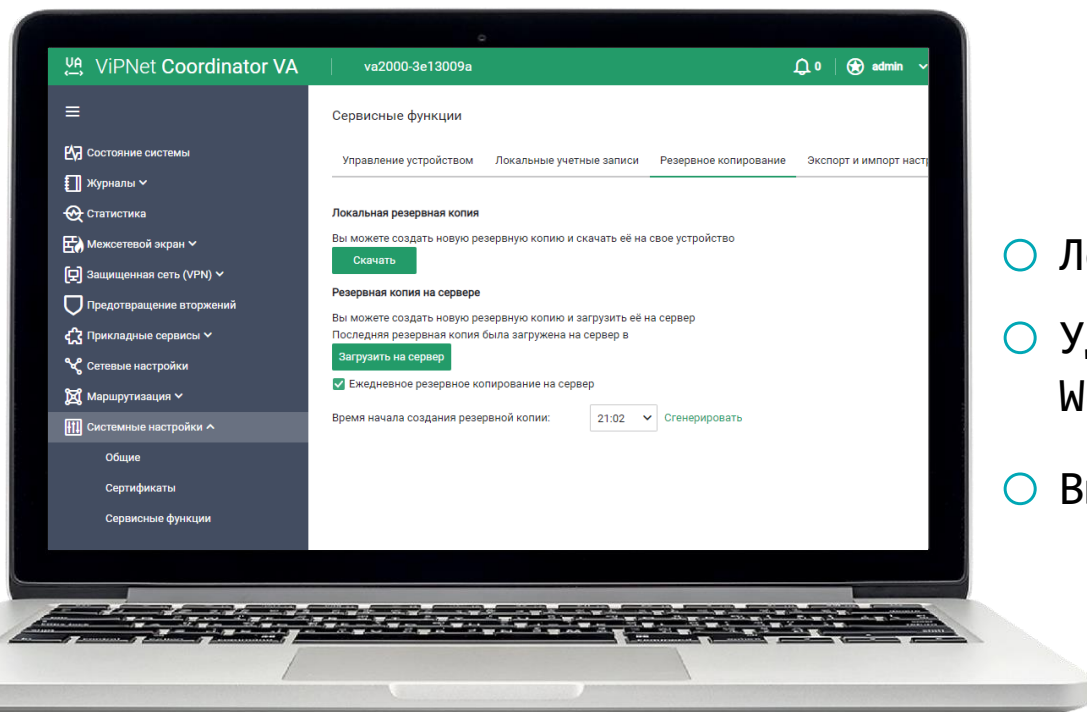 VA ViPNet Coordinator VA va2000-3e13009a 0 admin
Состояние системы
Журналы
Статистика
Межсетевой экран
Защищенная сеть (VPN)
Предотвращение вторжений
Прикладные сервисы
Сетевые настройки
Маршрутизация
Системные настройки
Общие
Сертификаты
Сервисные функции
Сервисные функции
Управление устройством Локальные учетные записи Резервное копирование Экспорт и импорт
Локальная резервная копия
Вы можете создать новую резервную копию и скачать её на свое устройство
Скачать
Резервная копия на сервере
Вы можете создать новую резервную копию и загрузить её на сервер
Последняя резервная копия была загружена на сервер в
Загрузить на сервер
Ежедневное резервное копирование на сервер
Время начала создания резервной копии: 21:02 Сгенерировать